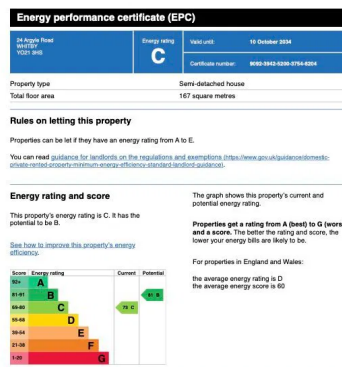 Energy performance certificate (EPC)
24 Argyle Road
WHITBY
YO21 3HS
Energy rating
C
Valid until:
10 October 2034
Certificate number:
9092-3942-5200-3754-6204
Property type
Semi-detached house
Total floor area
167 square metres
Rules on letting this property
Properties can be let if they have an energy rating from A to E.
You can read guidance for landlords on the regulations and exemptions (https://www.gov.uk/guidance/domestic-
private-rented-property-minimum-energy-efficiency-standard-landlord-guidance).
Energy rating and score
This property's energy rating is C. It has the
potential to be B.
See how to improve this property's energy
efficiency.
Score Energy rating Current Potential
92+ A
81-91 B 81 B
69-80 C 73 C
55-68 D
39-54 E
21-38 F
1-20 G
The graph shows this property's current and
potential energy rating.
Properties get a rating from A (best) to G (wors
and a score. The better the rating and score, the
lower your energy bills are likely to be.
For properties in England and Wales:
the average energy rating is D
the average energy score is 60